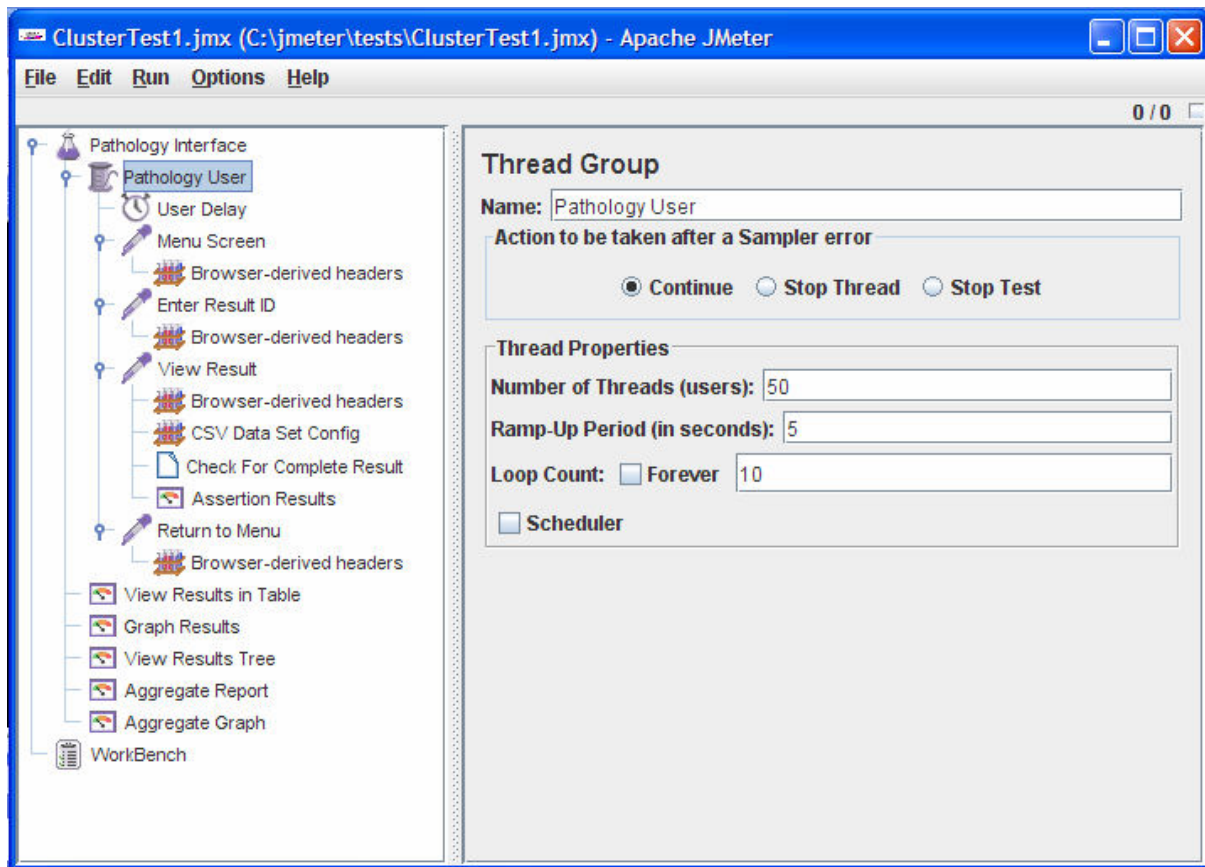 ClusterTest1.jmx (C:\jmeter\tests\ClusterTest1.jmx) - Apache JMeter
File Edit Run Options Help
0 / 0
Pathology Interface
Pathology User
User Delay
Menu Screen
Browser-derived headers
Enter Result ID
Browser-derived headers
View Result
Browser-derived headers
CSV Data Set Config
Check For Complete Result
Assertion Results
Return to Menu
Browser-derived headers
View Results in Table
Graph Results
View Results Tree
Aggregate Report
Aggregate Graph
WorkBench
Thread Group
Name: Pathology User
Action to be taken after a Sampler error
Continue Stop Thread Stop Test
Thread Properties
Number of Threads (users): 50
Ramp-Up Period (in seconds): 5
Loop Count: Forever 10
Scheduler